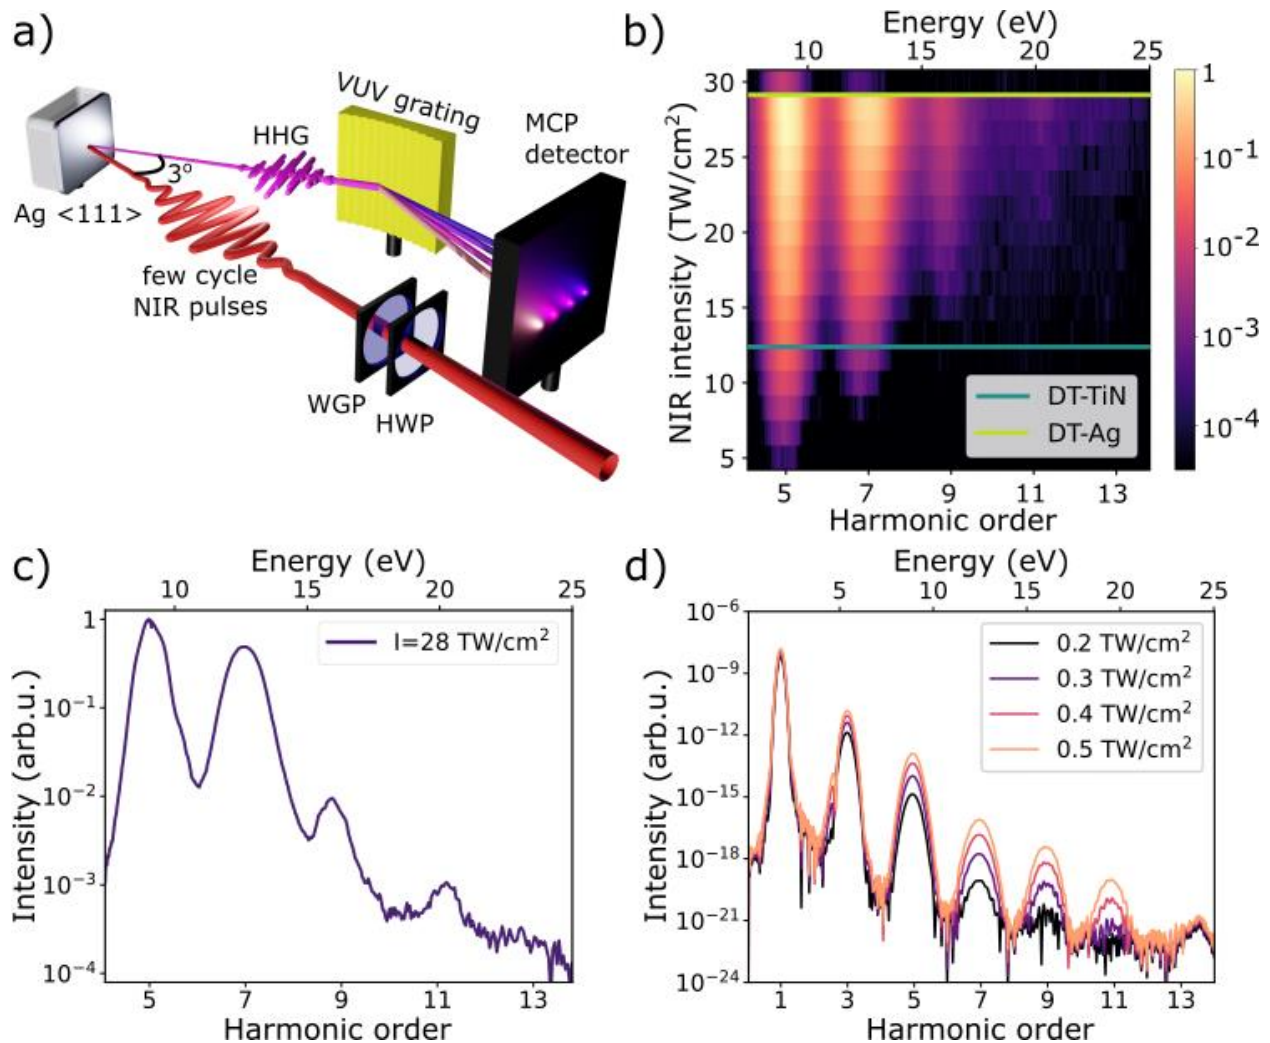 a)
VUV grating
MCP
detector
HHG
3°
Ag <111>
few cycle
NIR pulses
WGP
HWP
b)
Energy (eV)
10 15 20 25
NIR intensity (TW/cm²)
30
25
20
15
10
5
DT-TiN
DT-Ag
5 7 9 11 13
Harmonic order
1
10⁻¹
10⁻²
10⁻³
10⁻⁴
c)
Energy (eV)
10 15 20 25
Intensity (arb.u.)
1
10⁻¹
10⁻²
10⁻³
10⁻⁴
I=28 TW/cm²
5 7 9 11 13
Harmonic order
d)
Energy (eV)
5 10 15 20 25
Intensity (arb.u.)
10⁻⁶
10⁻⁹
10⁻¹²
10⁻¹⁵
10⁻¹⁸
10⁻²¹
10⁻²⁴
0.2 TW/cm²
0.3 TW/cm²
0.4 TW/cm²
0.5 TW/cm²
1 3 5 7 9 11 13
Harmonic order